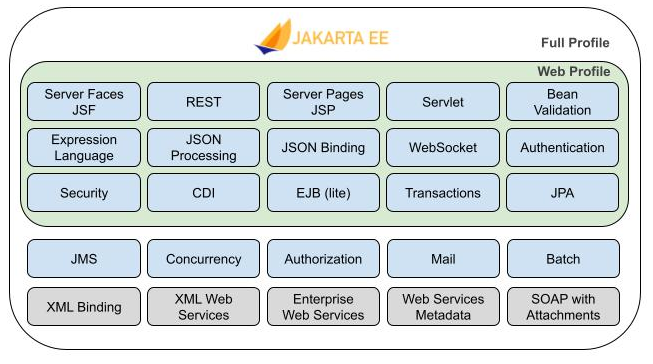 JAKARTA EE
Full Profile
Web Profile
Server Faces
JSF
REST
Server Pages
JSP
Servlet
Bean
Validation
Expression
Language
JSON
Processing
JSON Binding
WebSocket
Authentication
Security
CDI
EJB (lite)
Transactions
JPA
JMS
Concurrency
Authorization
Mail
Batch
XML Binding
XML Web
Services
Enterprise
Web Services
Web Services
Metadata
SOAP with
Attachments